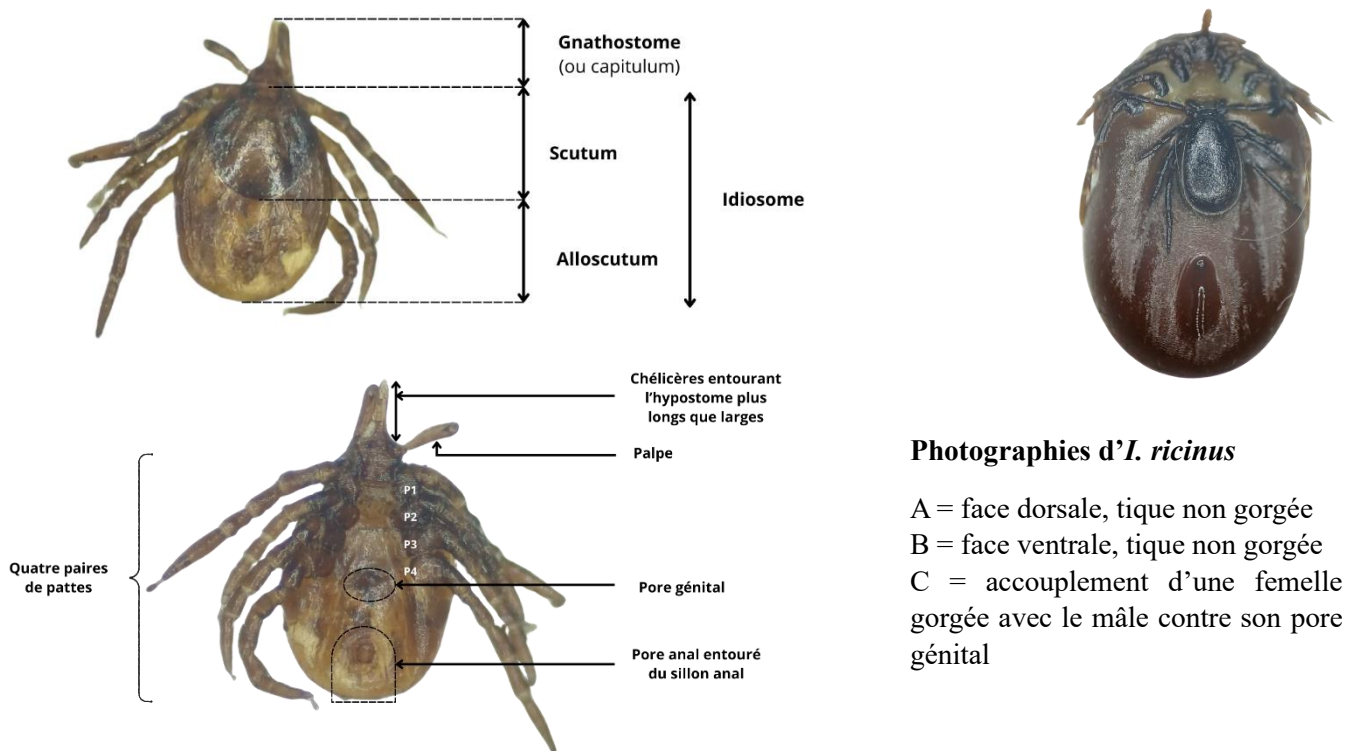 Gnathostome
(ou capitulum)
Scutum
Idiosome
Alloscutum
Chélicères entourant
l'hypostome plus
longs que larges
Palpe
P1
P2
P3
P4
Quatre paires
de pattes
Pore génital
Pore anal entouré
du sillon anal
Photographies d'I. ricinus
A = face dorsale, tique non gorgée
B = face ventrale, tique non gorgée
C = accouplement d'une femelle
gorgée avec le mâle contre son pore
génital